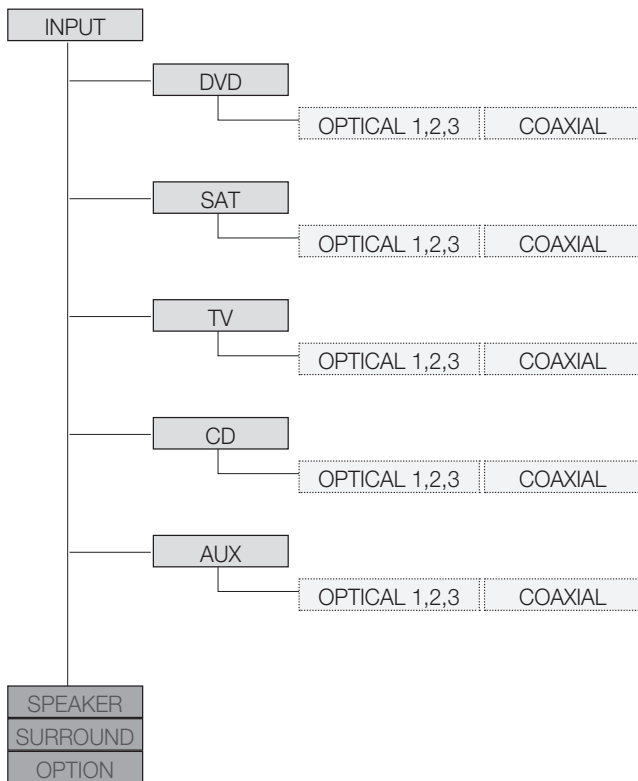 INPUT
DVD
OPTICAL 1,2,3 COAXIAL
SAT
OPTICAL 1,2,3 COAXIAL
TV
OPTICAL 1,2,3 COAXIAL
CD
OPTICAL 1,2,3 COAXIAL
AUX
OPTICAL 1,2,3 COAXIAL
SPEAKER
SURROUND
OPTION